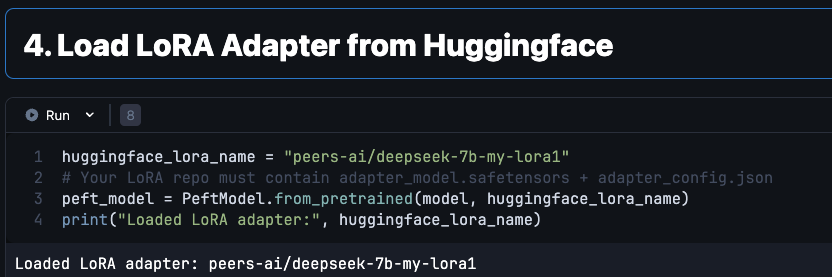 4. Load LoRA Adapter from Huggingface
Run 8
1 huggingface_lora_name = "peers-ai/deepseek-7b-my-lora1"
2 # Your LoRA repo must contain adapter_model.safetensors + adapter_config.json
3 peft_model = PeftModel.from_pretrained(model, huggingface_lora_name)
4 print("Loaded LoRA adapter:", huggingface_lora_name)
Loaded LoRA adapter: peers-ai/deepseek-7b-my-lora1